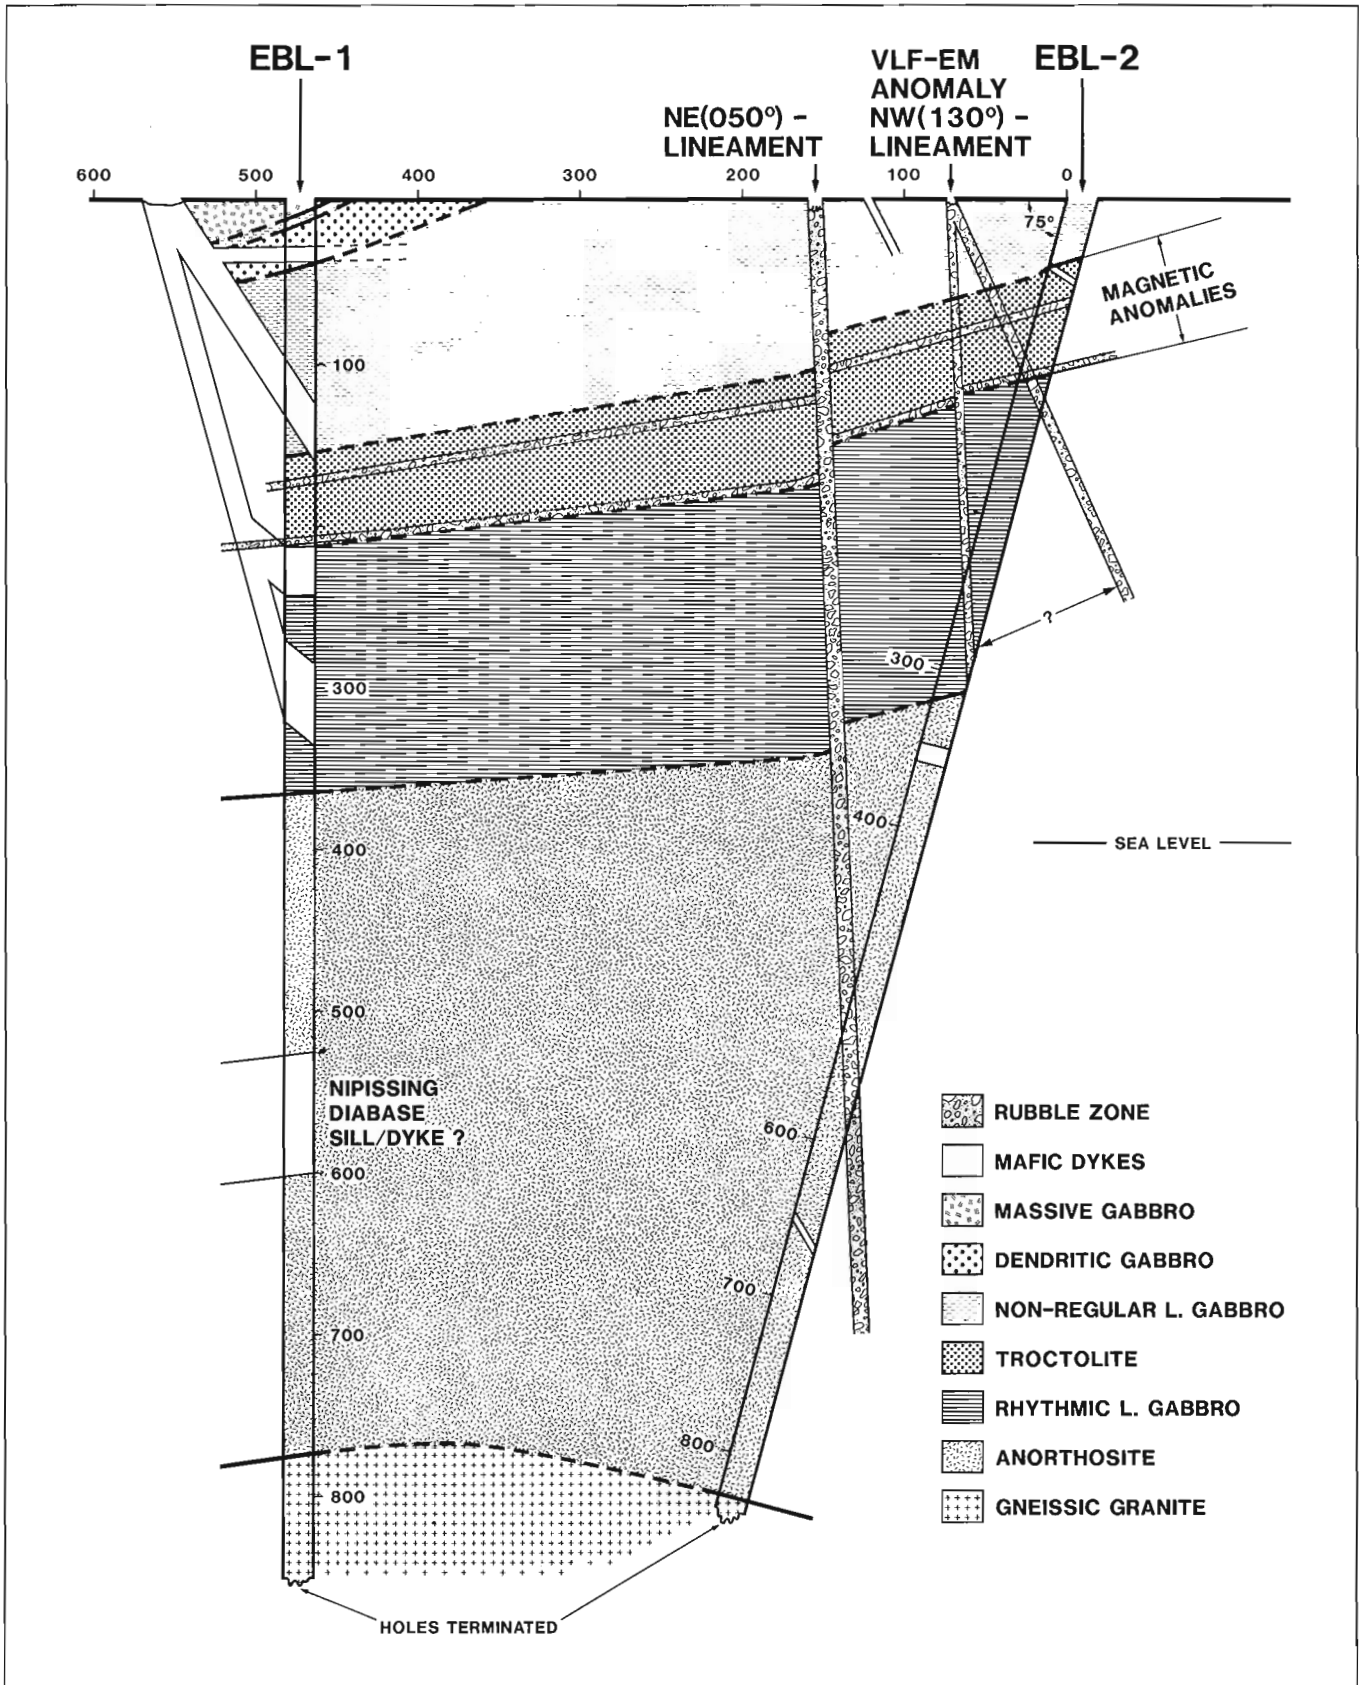 EBL-1
VLF-EM
ANOMALY
NW(130°) -
LINEAMENT
EBL-2
NE(050°) -
LINEAMENT
600
500
400
300
200
100
0
75°
MAGNETIC
ANOMALIES
100
300
400
500
600
700
800
?
300
400
600
700
800
SEA LEVEL
NIPISSING
DIABASE
SILL/DYKE ?
RUBBLE ZONE
MAFIC DYKES
MASSIVE GABBRO
DENDRITIC GABBRO
NON-REGULAR L. GABBRO
TROCTOLITE
RHYTHMIC L. GABBRO
ANORTHOSITE
GNEISSIC GRANITE
HOLES TERMINATED